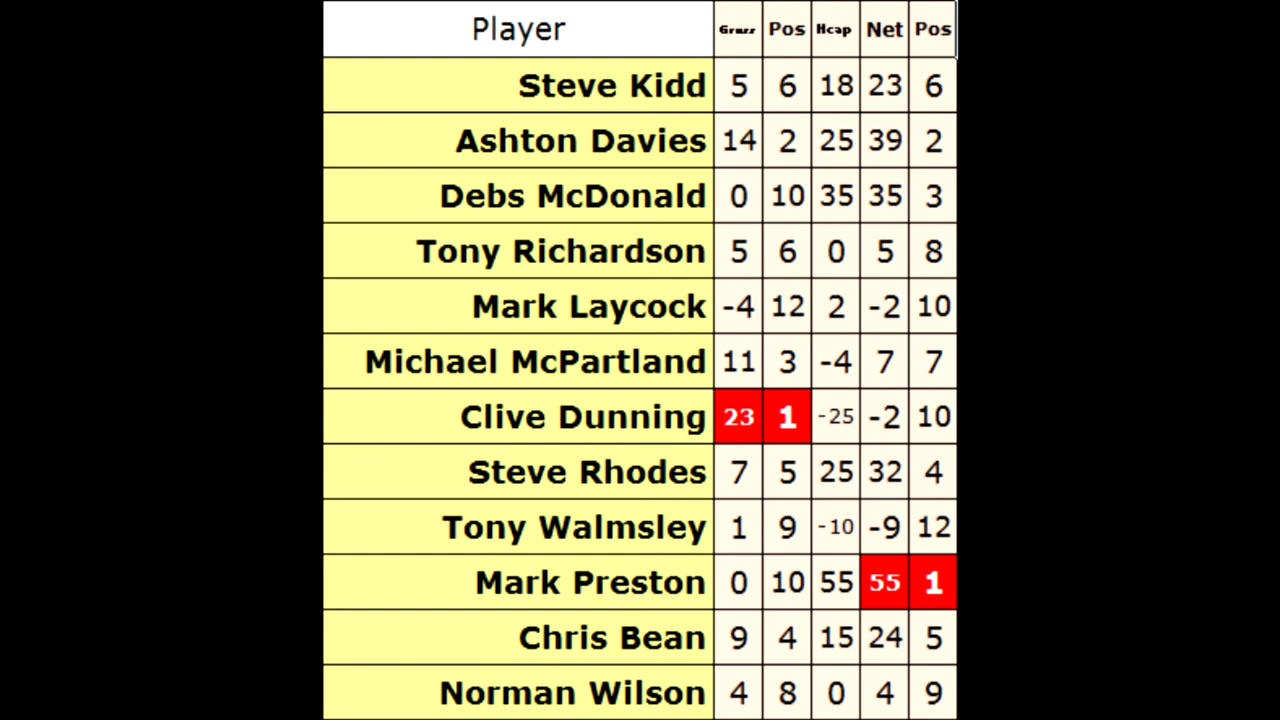 Player Gross Pos Hcap Net Pos
Steve Kidd 5 6 18 23 6
Ashton Davies 14 2 25 39 2
Debs McDonald 0 10 35 35 3
Tony Richardson 5 6 0 5 8
Mark Laycock -4 12 2 -2 10
Michael McPartland 11 3 -4 7 7
Clive Dunning 23 1 -25 -2 10
Steve Rhodes 7 5 25 32 4
Tony Walmsley 1 9 -10 -9 12
Mark Preston 0 10 55 55 1
Chris Bean 9 4 15 24 5
Norman Wilson 4 8 0 4 9